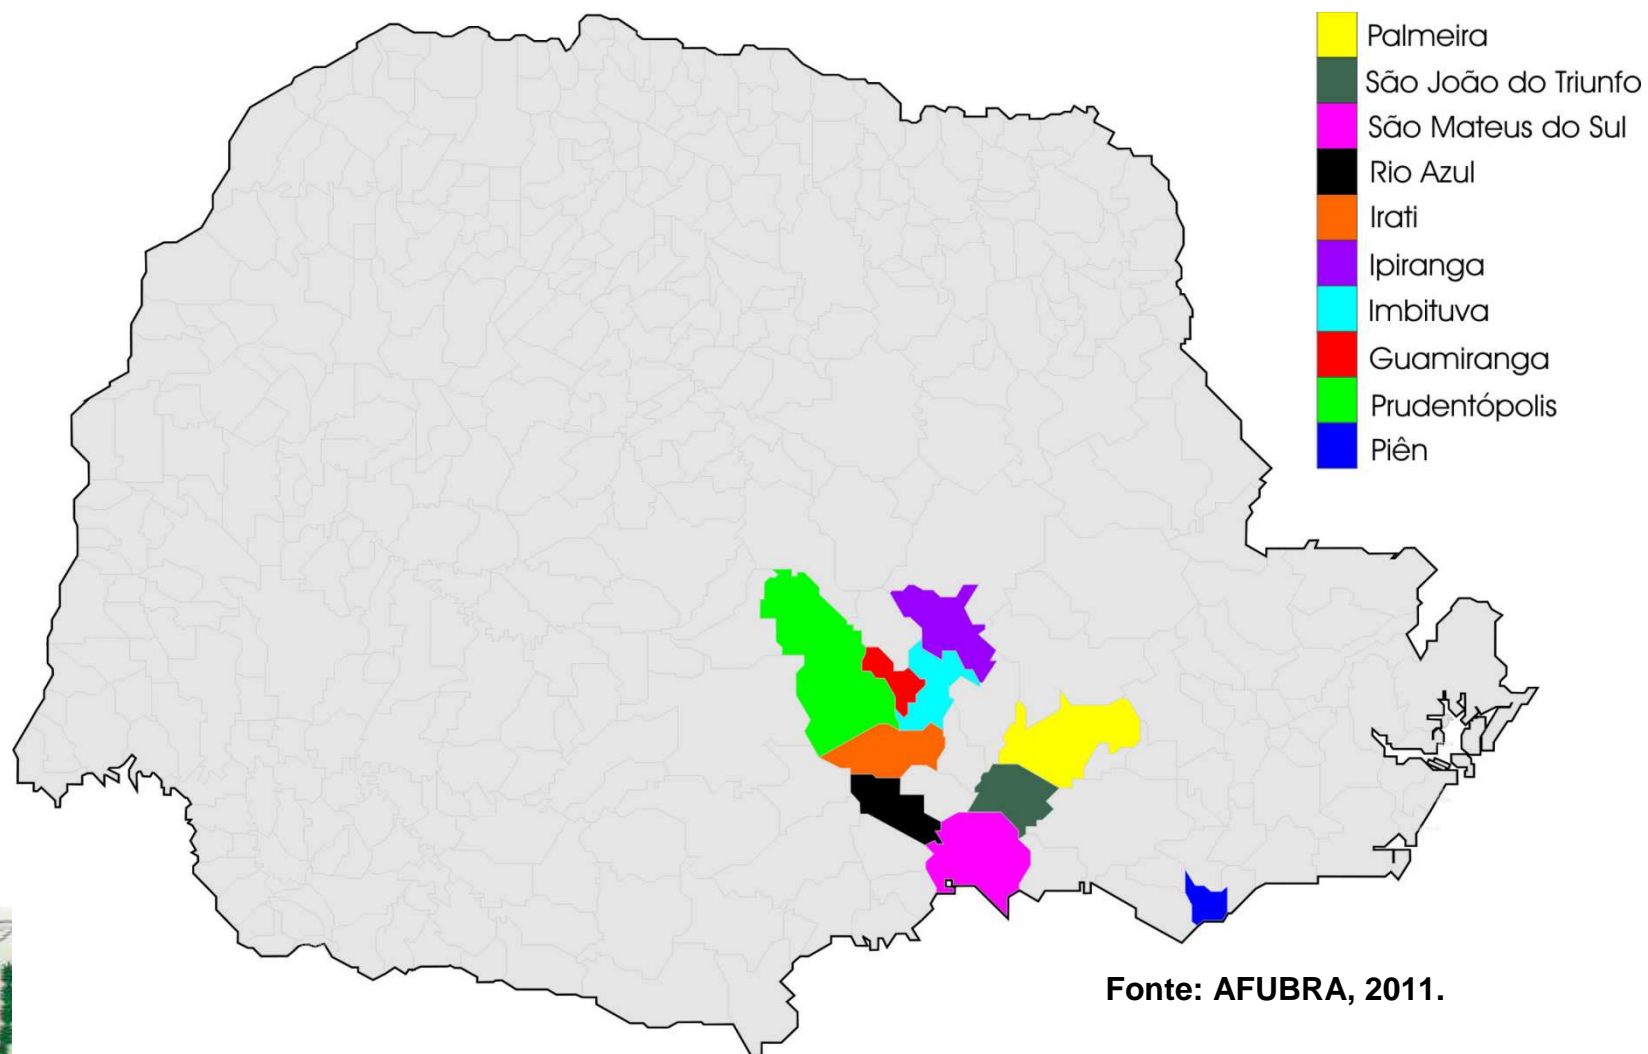 Palmeira
São João do Triunfo
São Mateus do Sul
Rio Azul
Irati
Ipiranga
Imbituva
Guamiranga
Prudentópolis
Piên
Fonte: AFUBRA, 2011.